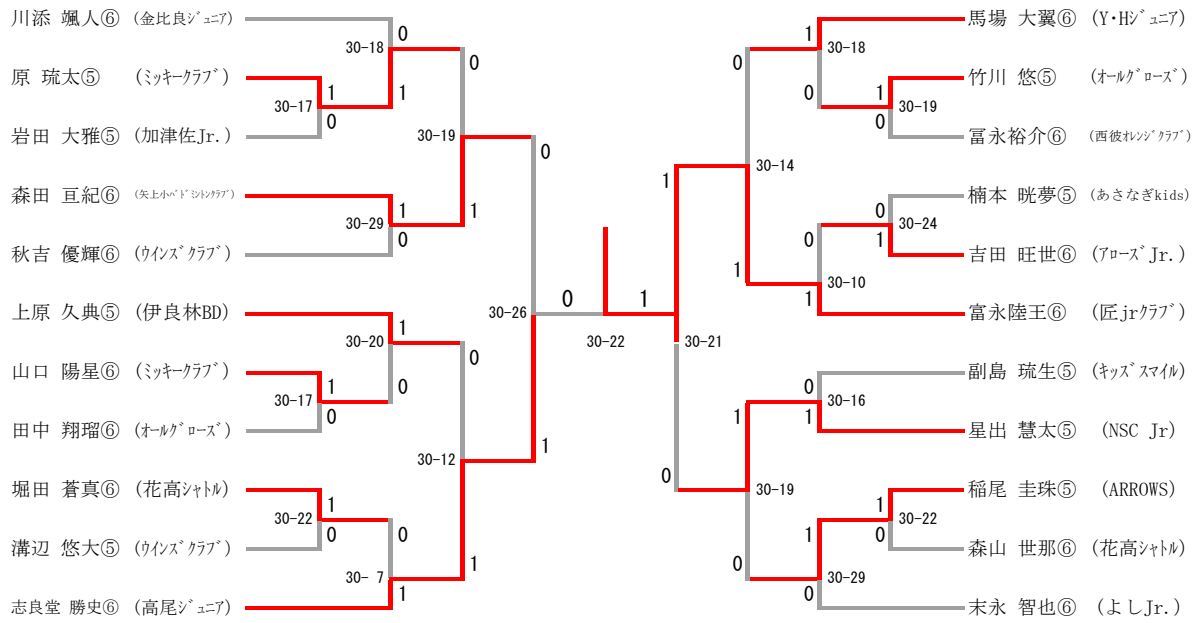 川添 颯人⑥ (金比良ｼﾞｭﾆｱ)
0
30-18
原 琉太⑤ (ミッキークラブ)
1
1
30-17
0
岩田 大雅⑤ (加津佐Jr.)
0
30-19
0
森田 亘紀⑥ (矢上小ﾊﾞﾄﾞﾐﾝﾄﾝｸﾗﾌﾞ)
1
1
30-29
0
秋吉 優輝⑥ (ｳｲﾝｽﾞｸﾗﾌﾞ)
30-26
上原 久典⑤ (伊良林BD)
1
30-20
0
山口 陽星⑥ (ミッキークラブ)
1
0
30-17
0
田中 翔瑠⑥ (ｵｰﾙｸﾞﾛｰｽﾞ)
1
30-12
堀田 蒼真⑥ (花高ｼｬﾄﾙ)
1
30-22
0
0
溝辺 悠大⑤ (ｳｲﾝｽﾞｸﾗﾌﾞ)
1
30- 7
1
志良堂 勝史⑥ (高尾ｼﾞｭﾆｱ)
0
1
30-22
馬場 大翼⑥ (Y・Hｼﾞｭﾆｱ)
1
30-18
0
竹川 悠⑤ (ｵｰﾙｸﾞﾛｰｽﾞ)
0
1
30-19
0
冨永裕介⑥ (西彼ｵﾚﾝｼﾞｸﾗﾌﾞ)
30-14
1
楠本 晄夢⑤ (あさなぎkids)
0
30-24
0
1
吉田 旺世⑥ (ｱﾛｰｽﾞJr.)
1
30-10
1
富永陸王⑥ (匠jrｸﾗﾌﾞ)
30-21
副島 琉生⑤ (ｷｯｽﾞｽﾏｲﾙ)
0
30-16
1
1
星出 慧太⑤ (NSC Jr)
0
30-19
稲尾 圭珠⑤ (ARROWS)
1
30-22
1
0
森山 世那⑥ (花高ｼｬﾄﾙ)
0
30-29
0
末永 智也⑥ (よしJr.)